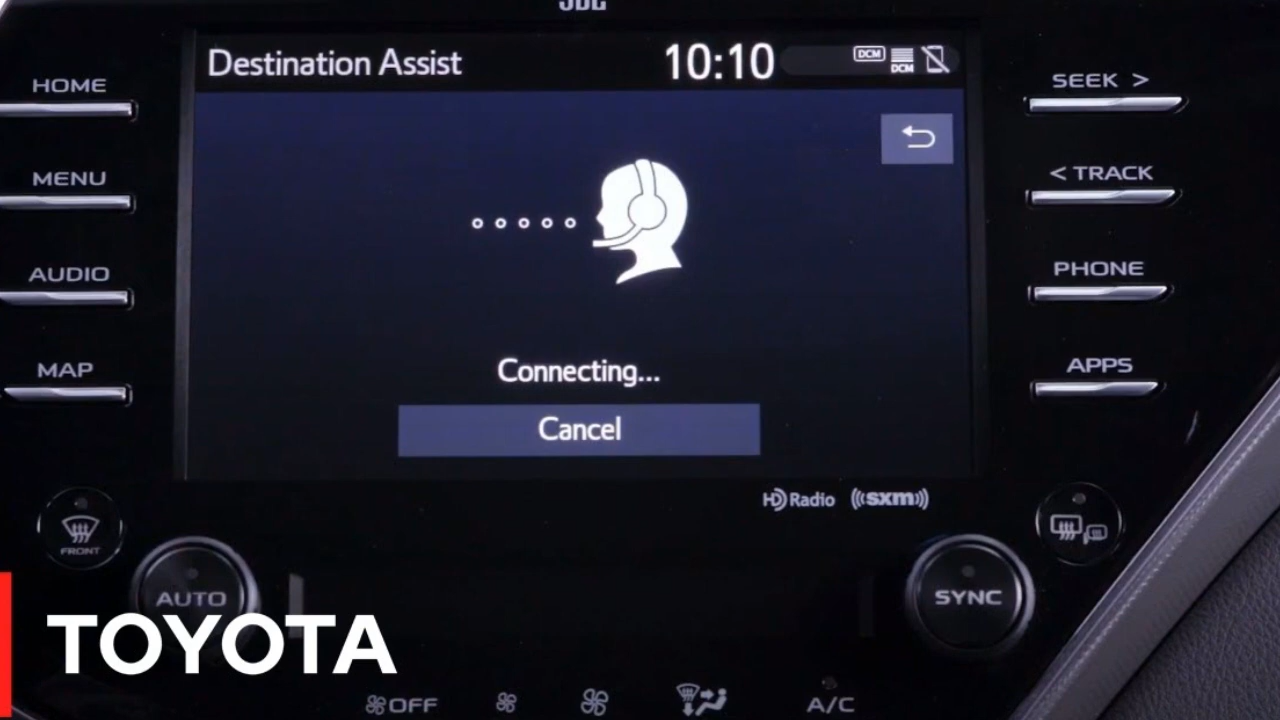 JBL
Destination Assist
10:10
DCM
DCM
HOME
MENU
AUDIO
MAP
SEEK >
< TRACK
PHONE
APPS
Connecting...
Cancel
HD Radio
((sxm))
FRONT
AUTO
SYNC
TOYOTA
OFF
A/C